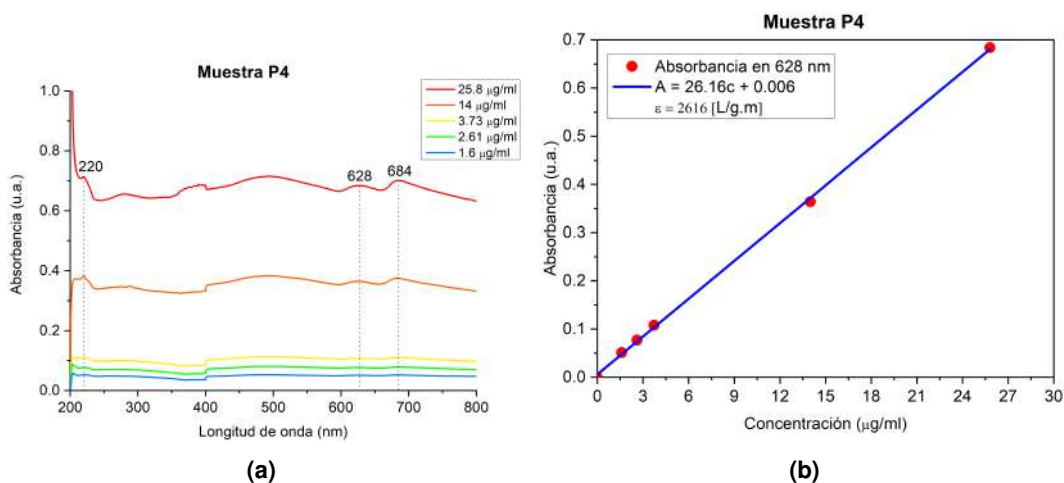 Muestra P4
25.8 μg/ml
14 μg/ml
3.73 μg/ml
2.61 μg/ml
1.6 μg/ml
220
628
684
1.0
0.8
0.6
0.4
0.2
0.0
Absorbancia (u.a.)
200 300 400 500 600 700 800
Longitud de onda (nm)
(a)
Muestra P4
Absorbancia en 628 nm
A = 26.16c + 0.006
ε = 2616 [L/g.m]
0.7
0.6
0.5
0.4
0.3
0.2
0.1
0.0
Absorbancia (u.a.)
0 3 6 9 12 15 18 21 24 27 30
Concentración (μg/ml)
(b)